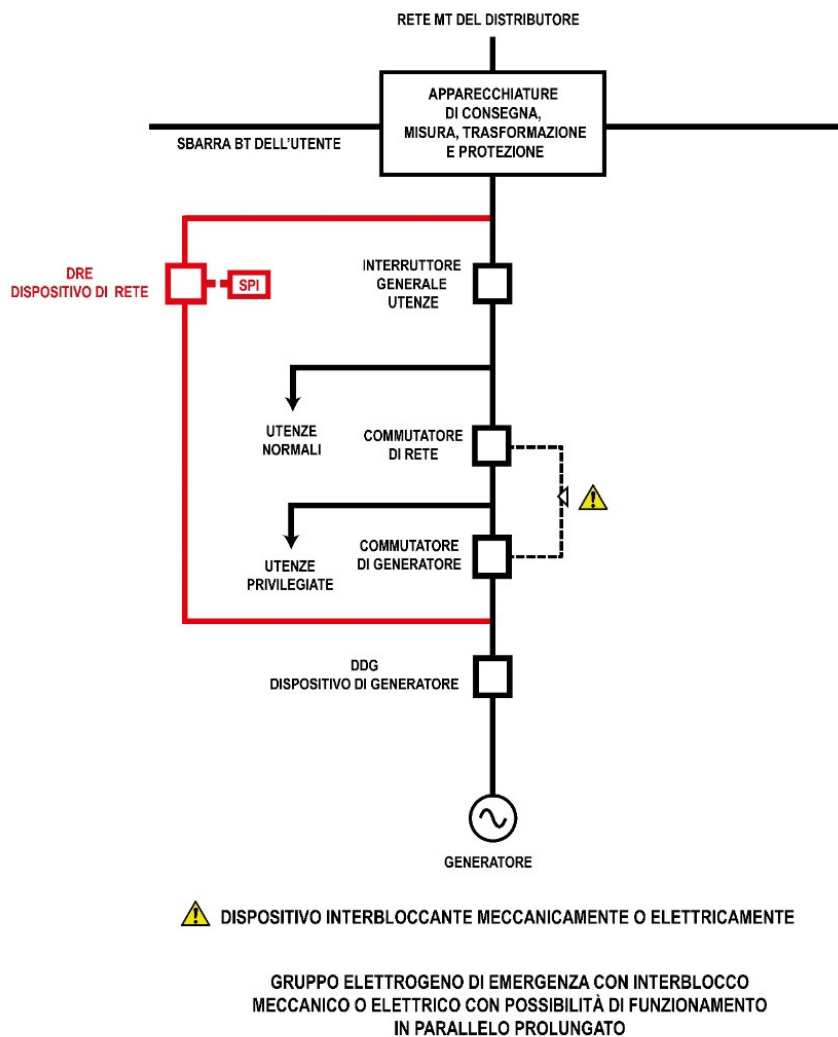 RETE MT DEL DISTRIBUTORE
APPARECCHIATURE
DI CONSEGNA,
MISURA, TRASFORMAZIONE
E PROTEZIONE
SBARRA BT DELL'UTENTE
DRE
DISPOSITIVO DI RETE
SPI
INTERRUTTORE
GENERALE
UTENZE
UTENZE
NORMALI
COMMUTATORE
DI RETE
UTENZE
PRIVILEGIATE
COMMUTATORE
DI GENERATORE
DDG
DISPOSITIVO DI GENERATORE
GENERATORE
DISPOSITIVO INTERBLOCCANTE MECCANICAMENTE O ELETTRICAMENTE
GRUPPO ELETTROGENO DI EMERGENZA CON INTERBLOCCO
MECCANICO O ELETTRICO CON POSSIBILITÀ DI FUNZIONAMENTO
IN PARALLELO PROLUNGATO